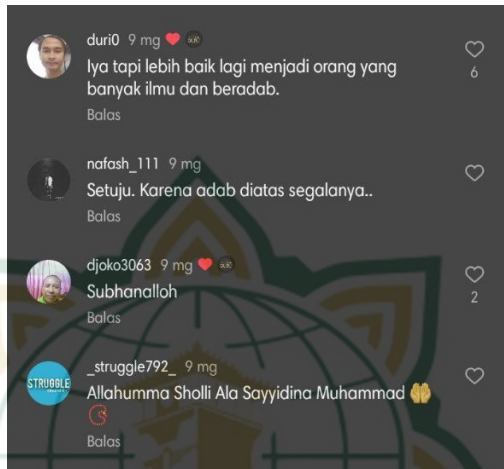 duri0 9 mg
Iya tapi lebih baik lagi menjadi orang yang
banyak ilmu dan beradab.
6
Balas
nafash_111 9 mg
Setuju. Karena adab diatas segalanya..
Balas
djoko3063 9 mg
Subhanalloh
2
Balas
STRUGGLE
_struggle792_ 9 mg
Allahumma Sholli Ala Sayyidina Muhammad 🤲
Balas